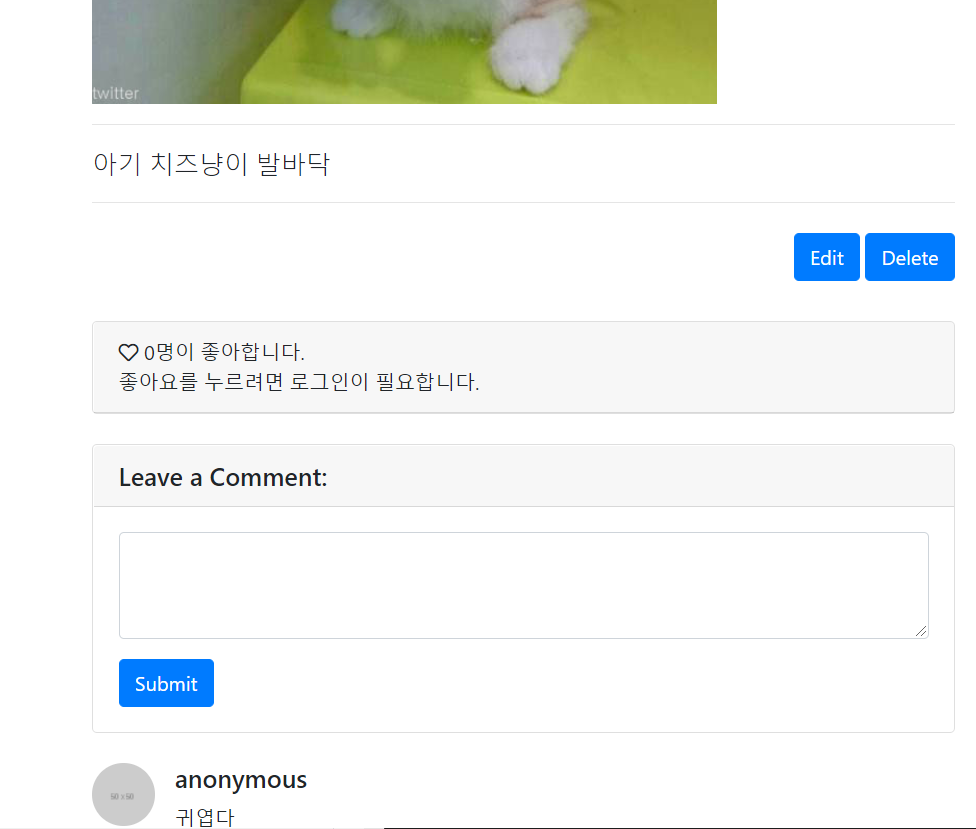 twitter
아기 치즈냥이 발바닥
Edit Delete
0명이 좋아합니다.
좋아요를 누르려면 로그인이 필요합니다.
Leave a Comment:
Submit
50 x 50
anonymous
귀엽다